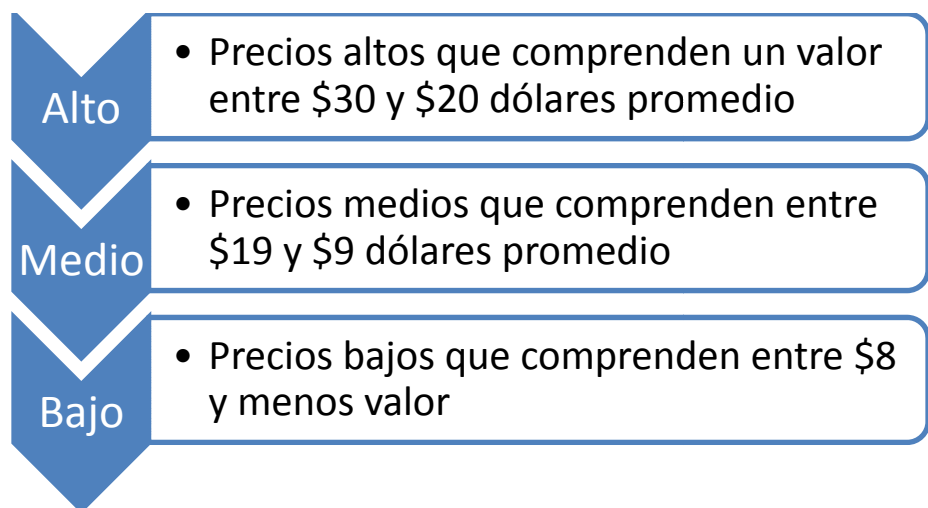 Alto
• Precios altos que comprenden un valor
entre $30 y $20 dólares promedio
Medio
• Precios medios que comprenden entre
$19 y $9 dólares promedio
Bajo
• Precios bajos que comprenden entre $8
y menos valor